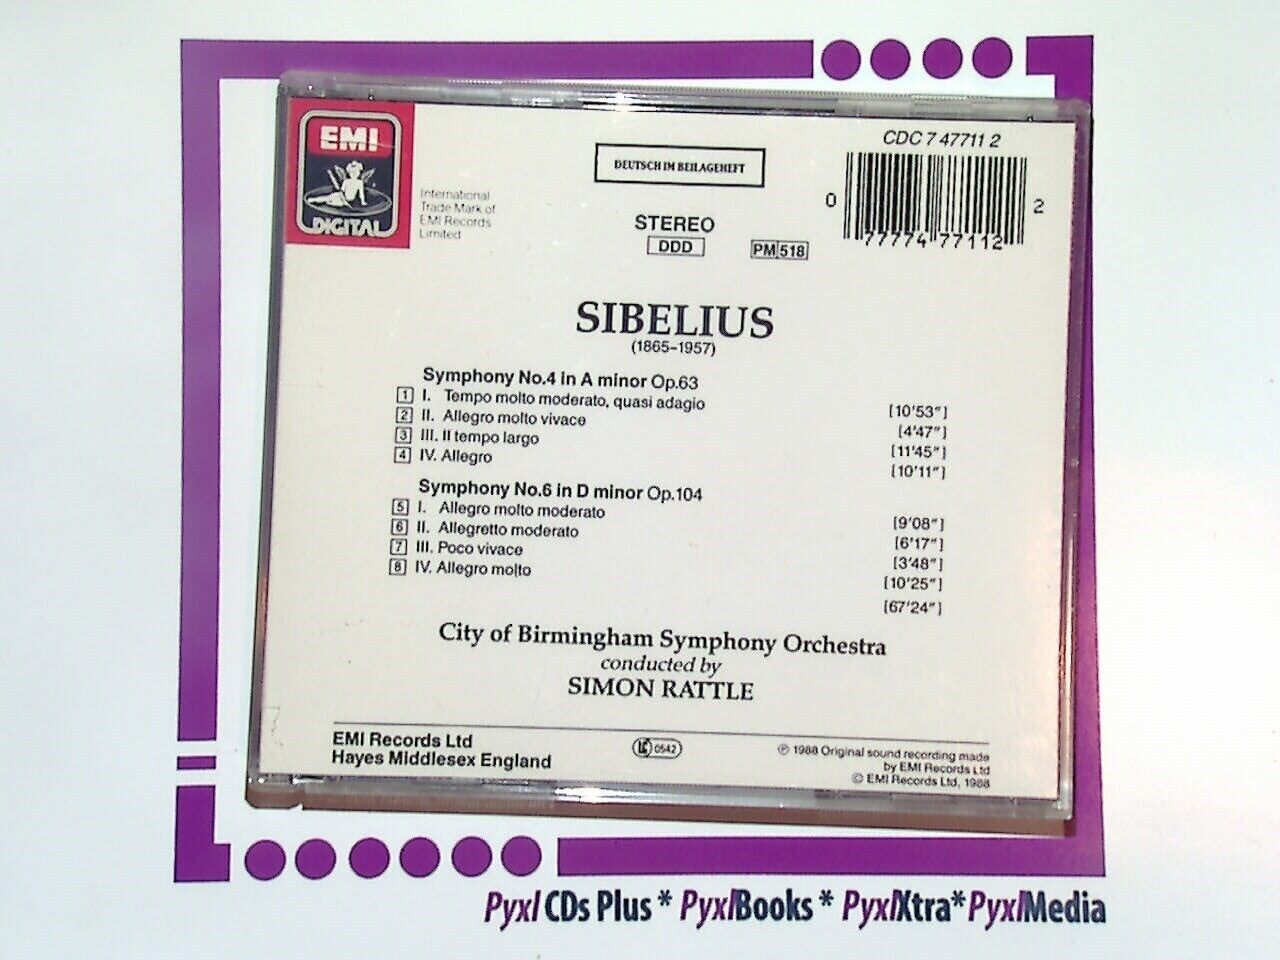 EMI
DIGITAL
International
Trade Mark of
EMI Records
Limited
DEUTSCH IM BEILAGEHEFT
STEREO
DDD
PM 518
CDC 7 47711 2
0 77774 77112 2
SIBELIUS
(1865-1957)
Symphony No.4 in A minor Op.63
1 I. Tempo molto moderato, quasi adagio [10'53"]
2 II. Allegro molto vivace [4'47"]
3 III. Il tempo largo [11'45"]
4 IV. Allegro [10'11"]
Symphony No.6 in D minor Op.104
5 I. Allegro molto moderato [9'08"]
6 II. Allegretto moderato [6'17"]
7 III. Poco vivace [3'48"]
8 IV. Allegro molto [10'25"]
[67'24"]
City of Birmingham Symphony Orchestra
conducted by
SIMON RATTLE
EMI Records Ltd
Hayes Middlesex England
LC 0542
℗ 1988 Original sound recording made
by EMI Records Ltd
© EMI Records Ltd, 1988
Pyxl CDs Plus * Pyxl Books * Pyxl Xtra* Pyxl Media